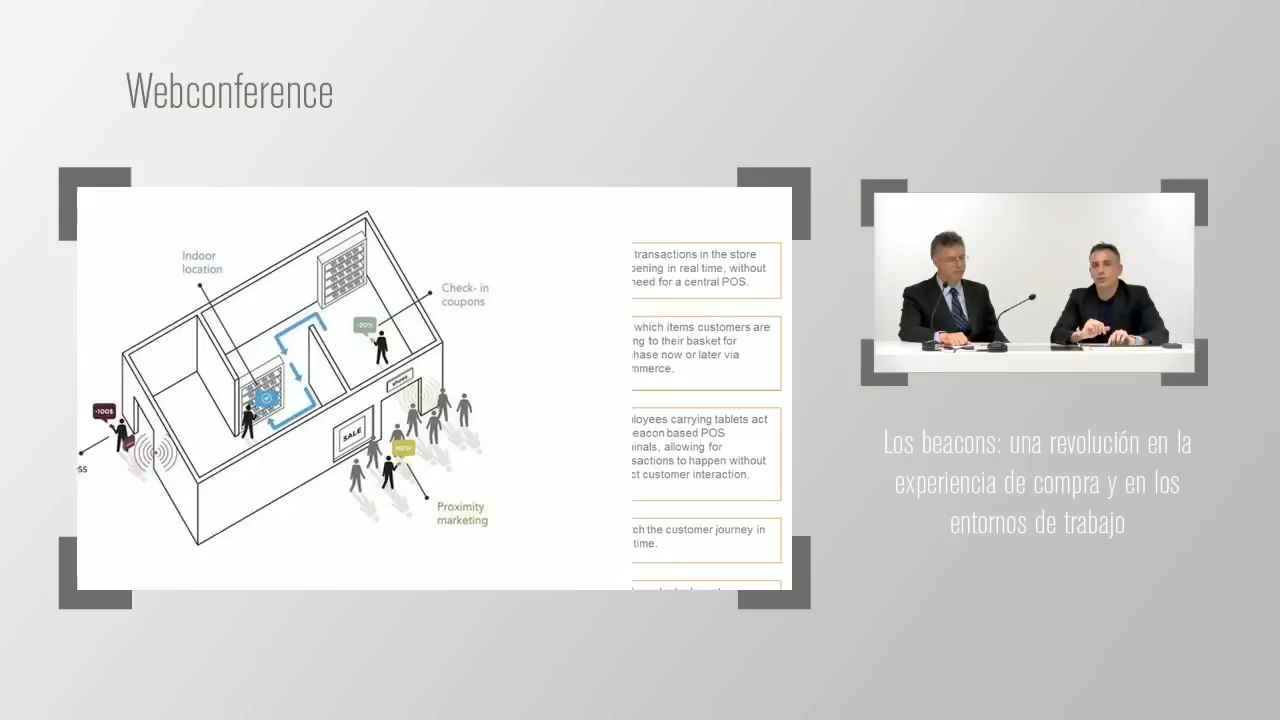 Webconference
Indoor
location
Check- in
coupons
-20%
-100$
SALE
Proximity
marketing
transactions in the store
pening in real time, without
need for a central POS.
which items customers are
ng to their basket for
hase now or later via
mmerce.
loyees carrying tablets act
eacon based POS
inals, allowing for
sactions to happen without
ct customer interaction.
ch the customer journey in
time.
Los beacons: una revolución en la
experiencia de compra y en los
entornos de trabajo